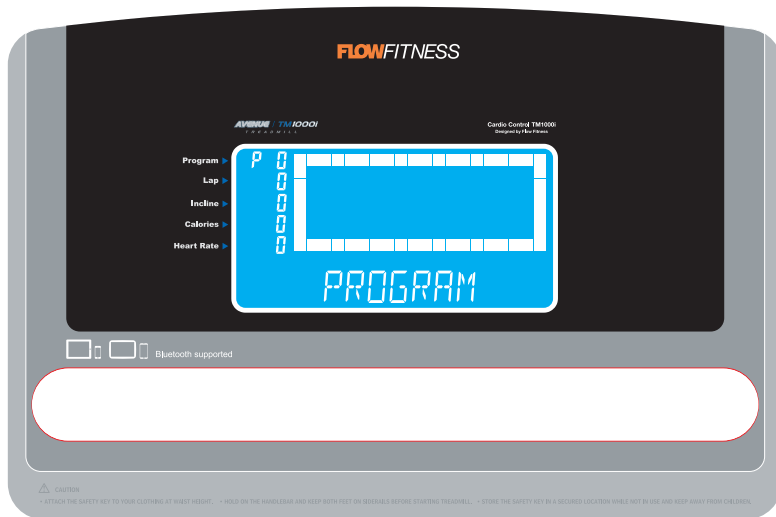 FLOWFITNESS
AVENUE | TM1000i
TREADMILL
Cardio Control TM1000i
Designed by Flow Fitness
Program P 0
Lap 0
Incline 0
Calories 0
Heart Rate 0
PROGRAM
Bluetooth supported
CAUTION
• ATTACH THE SAFETY KEY TO YOUR CLOTHING AT WAIST HEIGHT. • HOLD ON THE HANDLEBAR AND KEEP BOTH FEET ON SIDERAILS BEFORE STARTING TREADMILL. • STORE THE SAFETY KEY IN A SECURED LOCATION WHILE NOT IN USE AND KEEP AWAY FROM CHILDREN.